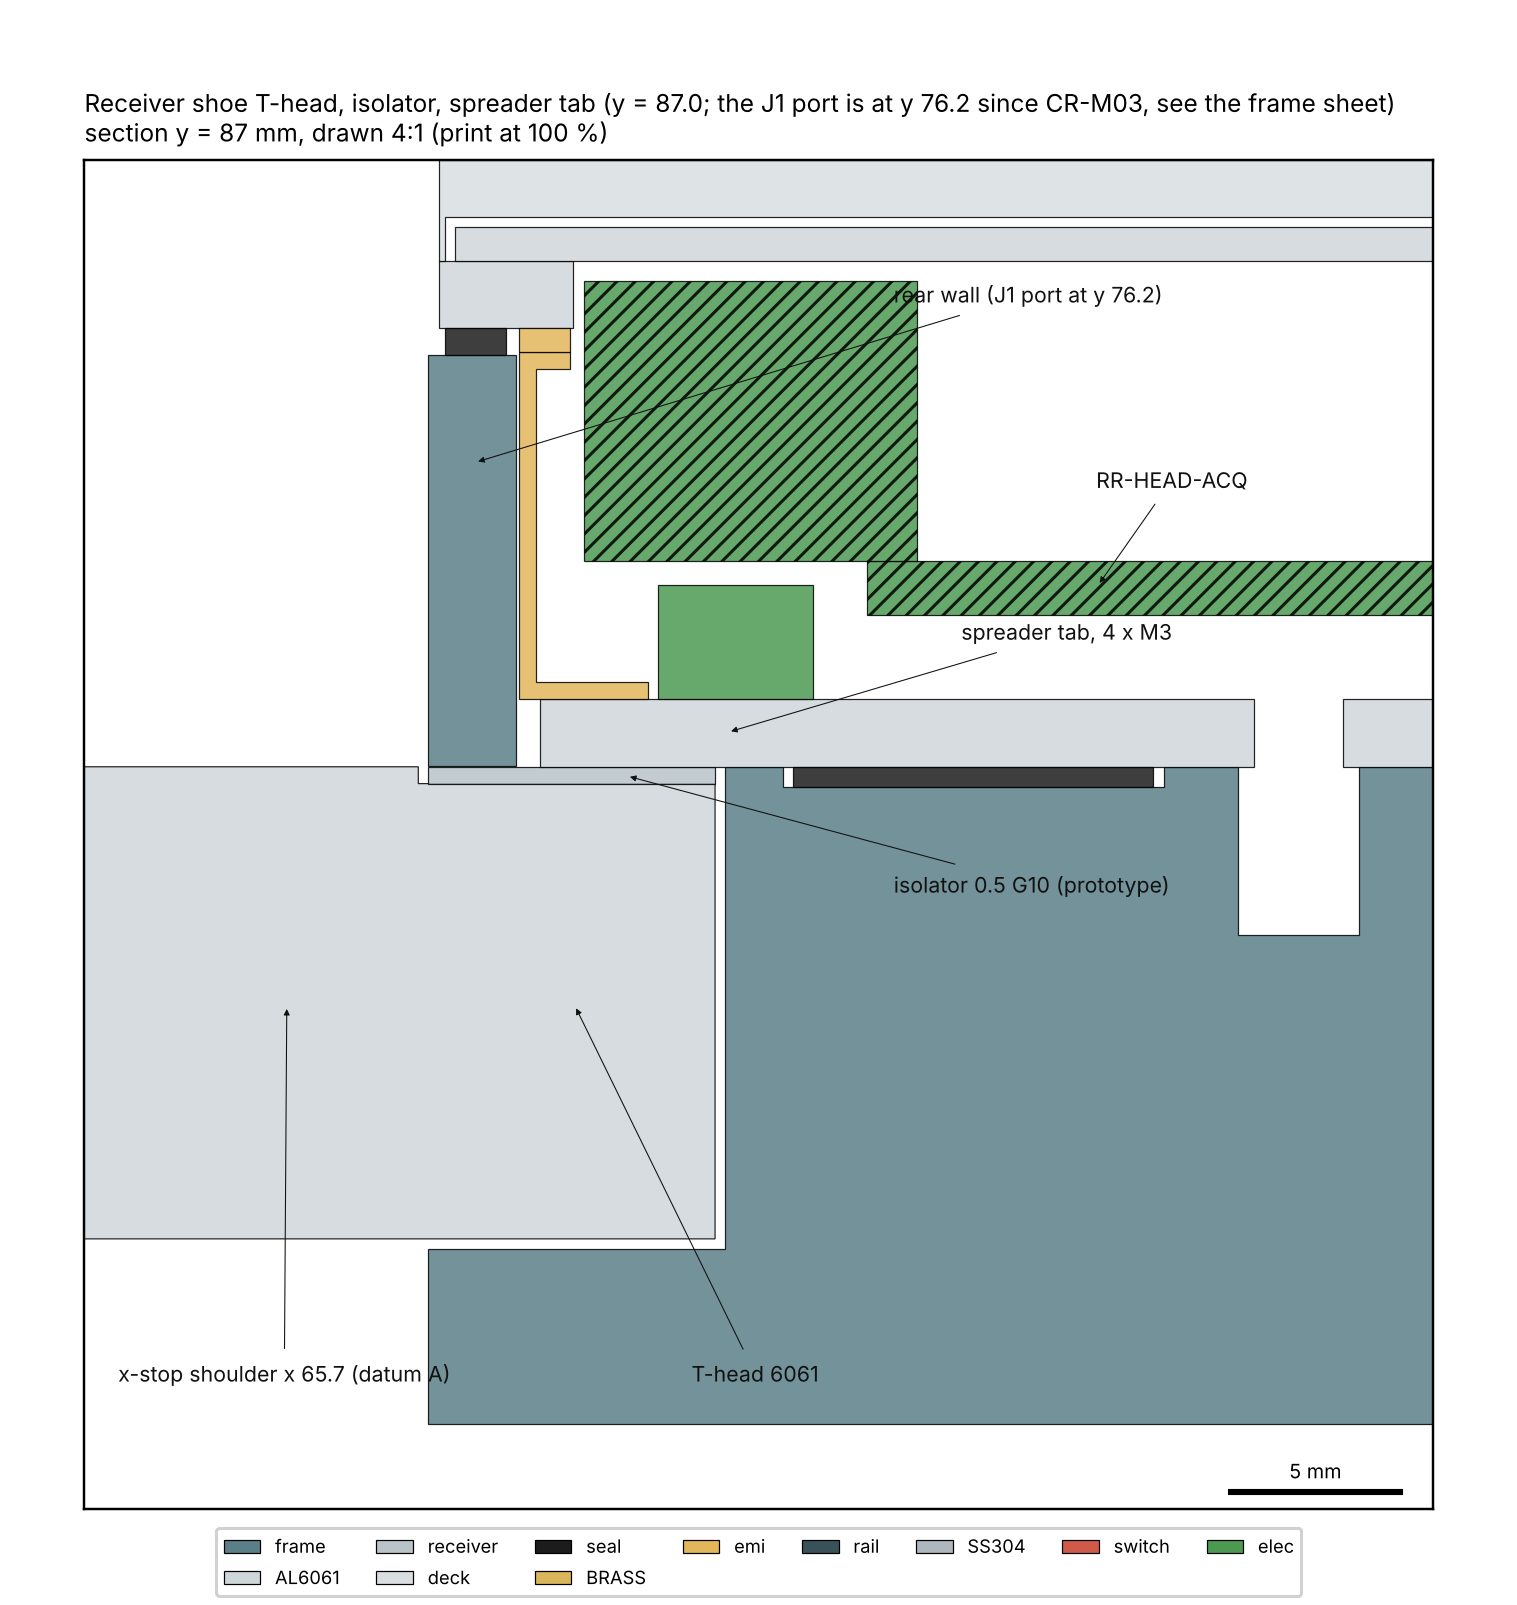 Receiver shoe T-head, isolator, spreader tab (y = 87.0; the J1 port is at y 76.2 since CR-M03, see the frame sheet)
section y = 87 mm, drawn 4:1 (print at 100 %)
rear wall (J1 port at y 76.2)
RR-HEAD-ACQ
spreader tab, 4 x M3
isolator 0.5 G10 (prototype)
x-stop shoulder x 65.7 (datum A)
T-head 6061
5 mm
frame receiver seal emi rail SS304 switch elec
AL6061 deck BRASS